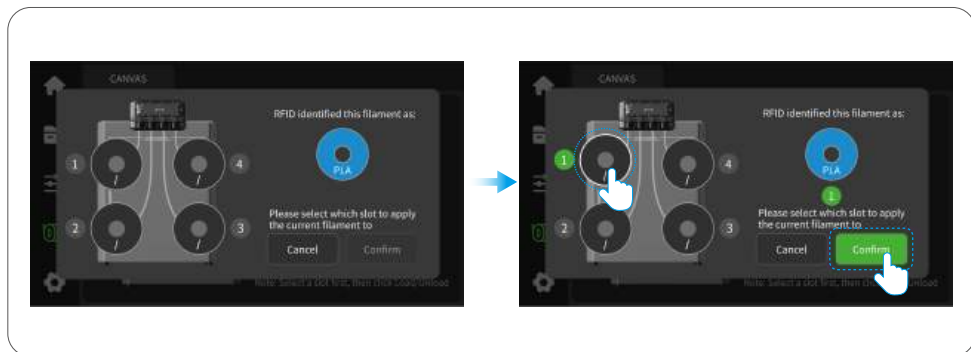 CANVAS
RFID identified this filament as:
PLA
1
4
2
3
/
/
/
/
Please select which slot to apply
the current filament to
Cancel
Confirm
Note: Select a slot first, then click Load/Unload
CANVAS
RFID identified this filament as:
PLA
1
4
2
3
/
/
/
/
1
Please select which slot to apply
the current filament to
Cancel
Confirm
Note: Select a slot first, then